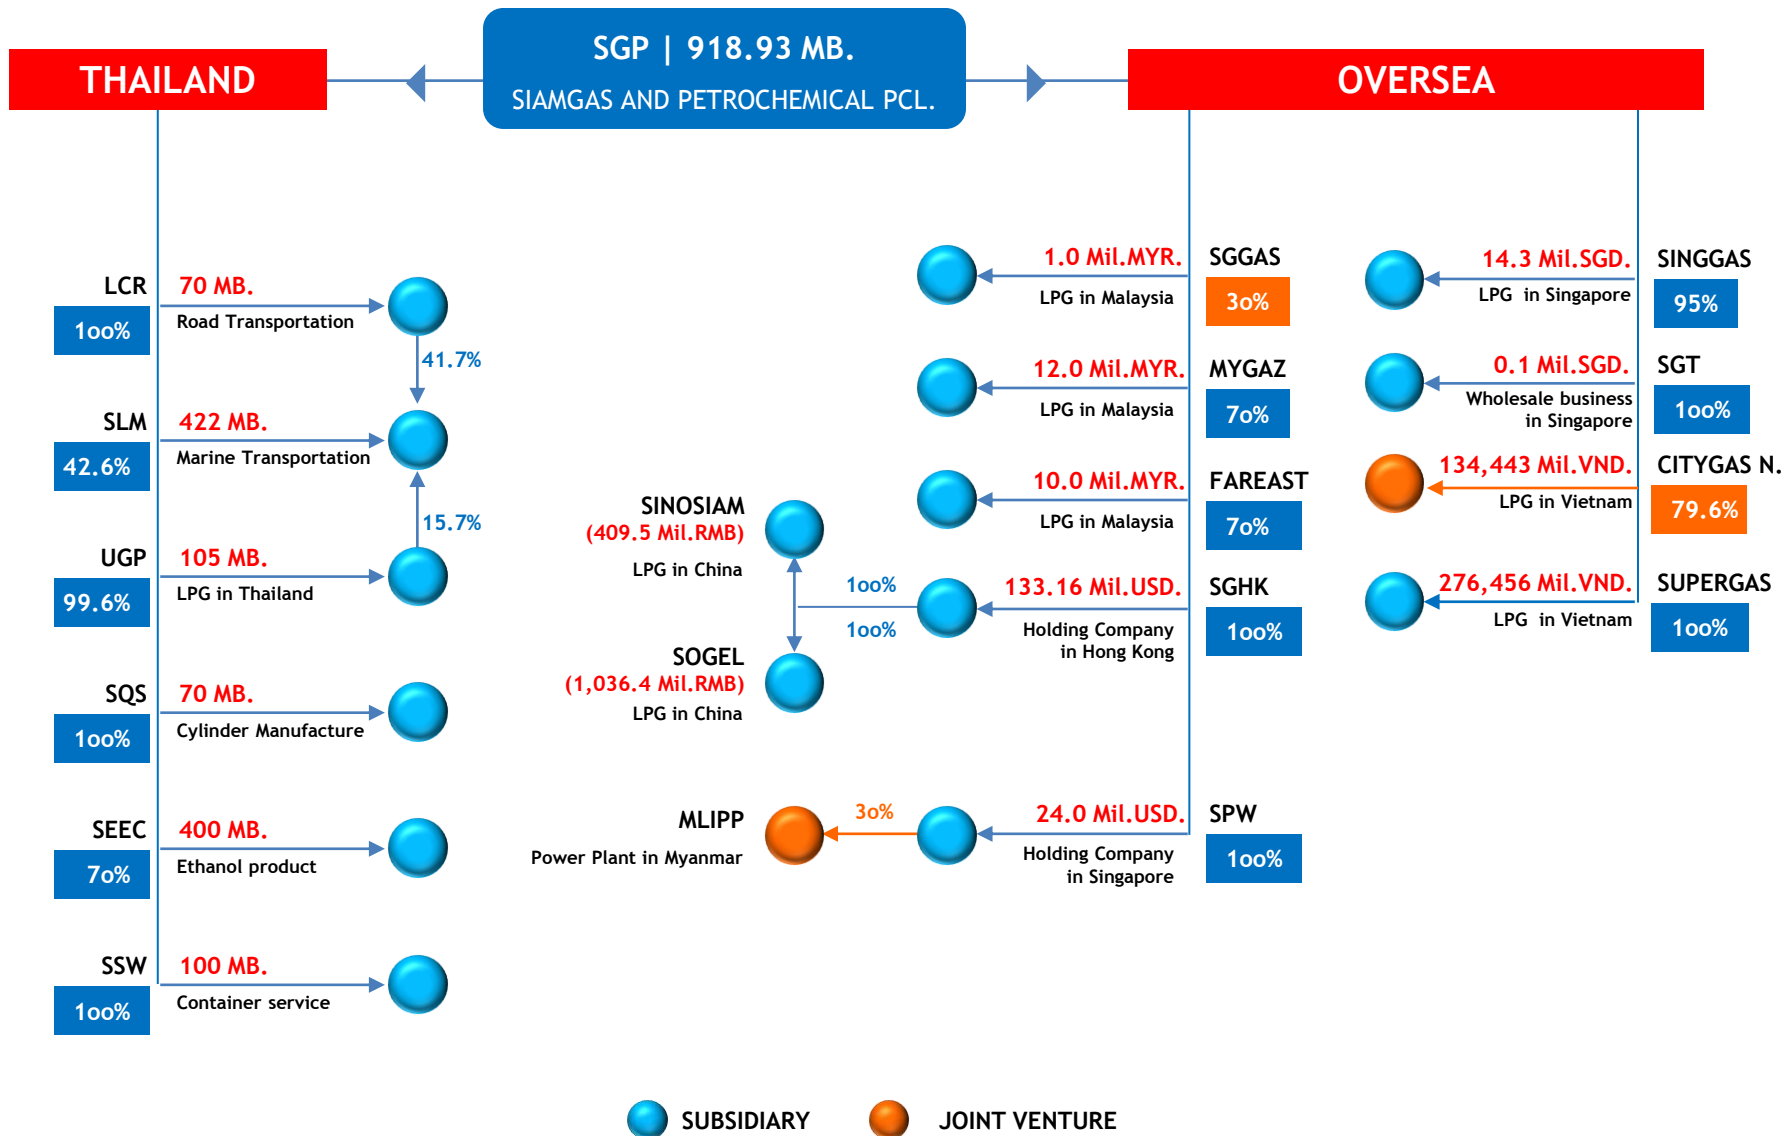 SGP | 918.93 MB.
SIAMGAS AND PETROCHEMICAL PCL.
THAILAND
OVERSEA
LCR
100%
70 MB.
Road Transportation
41.7%
SLM
42.6%
422 MB.
Marine Transportation
15.7%
UGP
99.6%
105 MB.
LPG in Thailand
SQS
100%
70 MB.
Cylinder Manufacture
SEEC
70%
400 MB.
Ethanol product
SSW
100%
100 MB.
Container service
SINOSIAM
(409.5 Mil.RMB)
LPG in China
SOGEL
(1,036.4 Mil.RMB)
LPG in China
100%
100%
MLIPP
Power Plant in Myanmar
30%
1.0 Mil.MYR.
LPG in Malaysia
SGGAS
30%
12.0 Mil.MYR.
LPG in Malaysia
MYGAZ
70%
10.0 Mil.MYR.
LPG in Malaysia
FAREAST
70%
133.16 Mil.USD.
Holding Company
in Hong Kong
SGHK
100%
24.0 Mil.USD.
Holding Company
in Singapore
SPW
100%
14.3 Mil.SGD.
LPG in Singapore
SINGGAS
95%
0.1 Mil.SGD.
Wholesale business
in Singapore
SGT
100%
134,443 Mil.VND.
LPG in Vietnam
CITYGAS N.
79.6%
276,456 Mil.VND.
LPG in Vietnam
SUPERGAS
100%
SUBSIDIARY
JOINT VENTURE